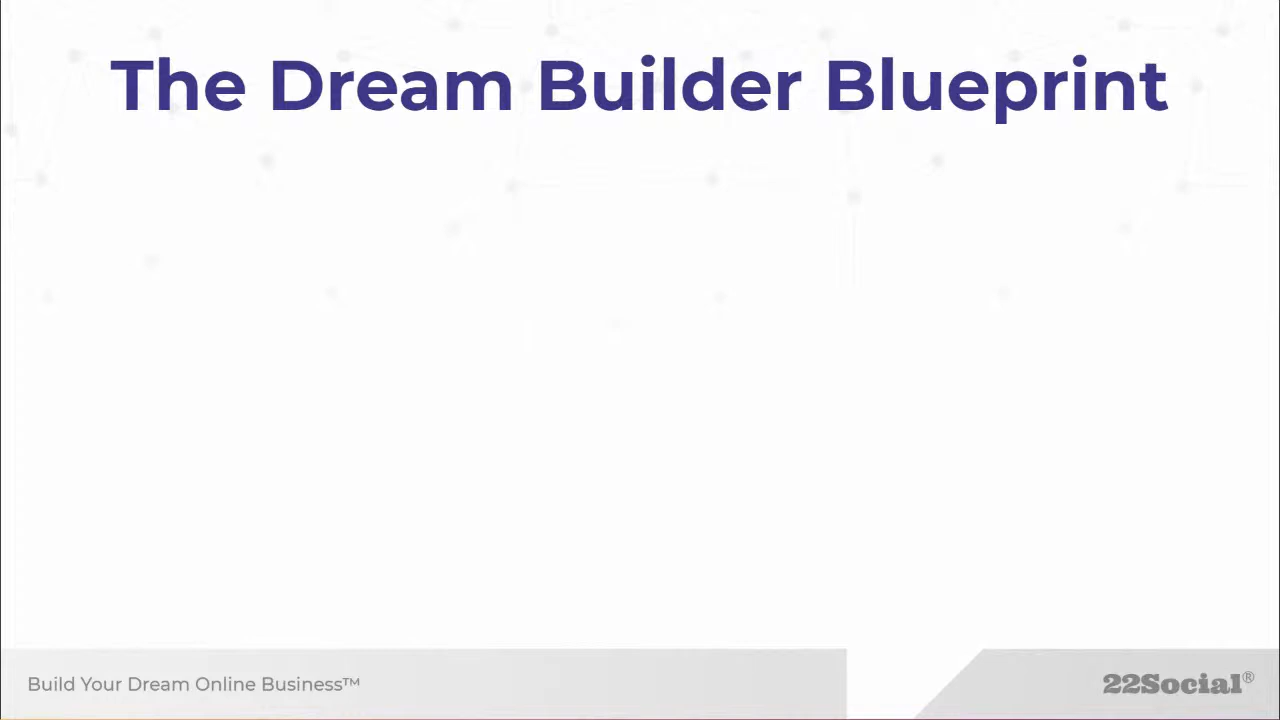 The Dream Builder Blueprint
Build Your Dream Online Business™
22Social®